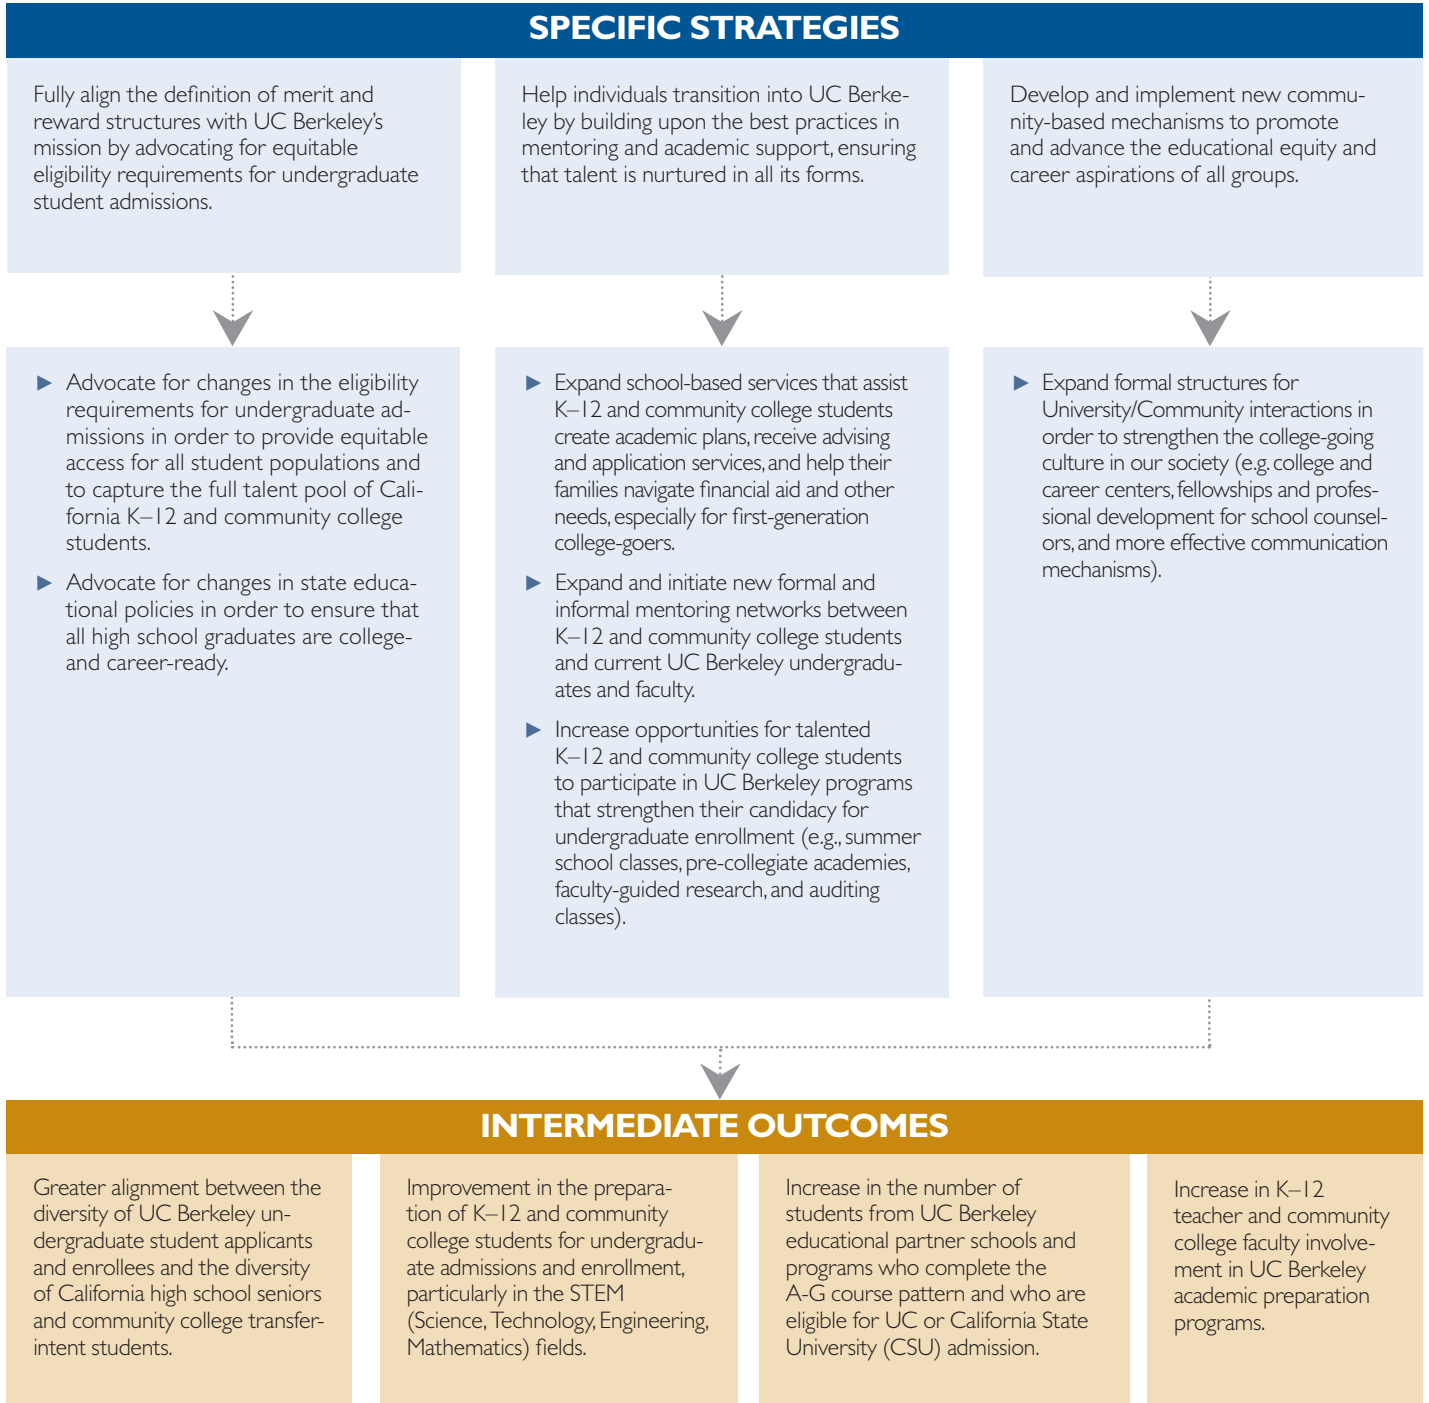 SPECIFIC STRATEGIES
Fully align the definition of merit and
reward structures with UC Berkeley's
mission by advocating for equitable
eligibility requirements for undergraduate
student admissions.
Help individuals transition into UC Berke-
ley by building upon the best practices in
mentoring and academic support, ensuring
that talent is nurtured in all its forms.
Develop and implement new commu-
nity-based mechanisms to promote
and advance the educational equity and
career aspirations of all groups.
► Advocate for changes in the eligibility
requirements for undergraduate ad-
missions in order to provide equitable
access for all student populations and
to capture the full talent pool of Cali-
fornia K–12 and community college
students.
► Advocate for changes in state educa-
tional policies in order to ensure that
all high school graduates are college-
and career-ready.
► Expand school-based services that assist
K–12 and community college students
create academic plans, receive advising
and application services, and help their
families navigate financial aid and other
needs, especially for first-generation
college-goers.
► Expand and initiate new formal and
informal mentoring networks between
K–12 and community college students
and current UC Berkeley undergradu-
ates and faculty.
► Increase opportunities for talented
K–12 and community college students
to participate in UC Berkeley programs
that strengthen their candidacy for
undergraduate enrollment (e.g., summer
school classes, pre-collegiate academies,
faculty-guided research, and auditing
classes).
► Expand formal structures for
University/Community interactions in
order to strengthen the college-going
culture in our society (e.g. college and
career centers, fellowships and profes-
sional development for school counsel-
ors, and more effective communication
mechanisms).
INTERMEDIATE OUTCOMES
Greater alignment between the
diversity of UC Berkeley un-
dergraduate student applicants
and enrollees and the diversity
of California high school seniors
and community college transfer-
intent students.
Improvement in the prepara-
tion of K–12 and community
college students for undergradu-
ate admissions and enrollment,
particularly in the STEM
(Science, Technology, Engineering,
Mathematics) fields.
Increase in the number of
students from UC Berkeley
educational partner schools and
programs who complete the
A-G course pattern and who are
eligible for UC or California State
University (CSU) admission.
Increase in K–12
teacher and community
college faculty involve-
ment in UC Berkeley
academic preparation
programs.